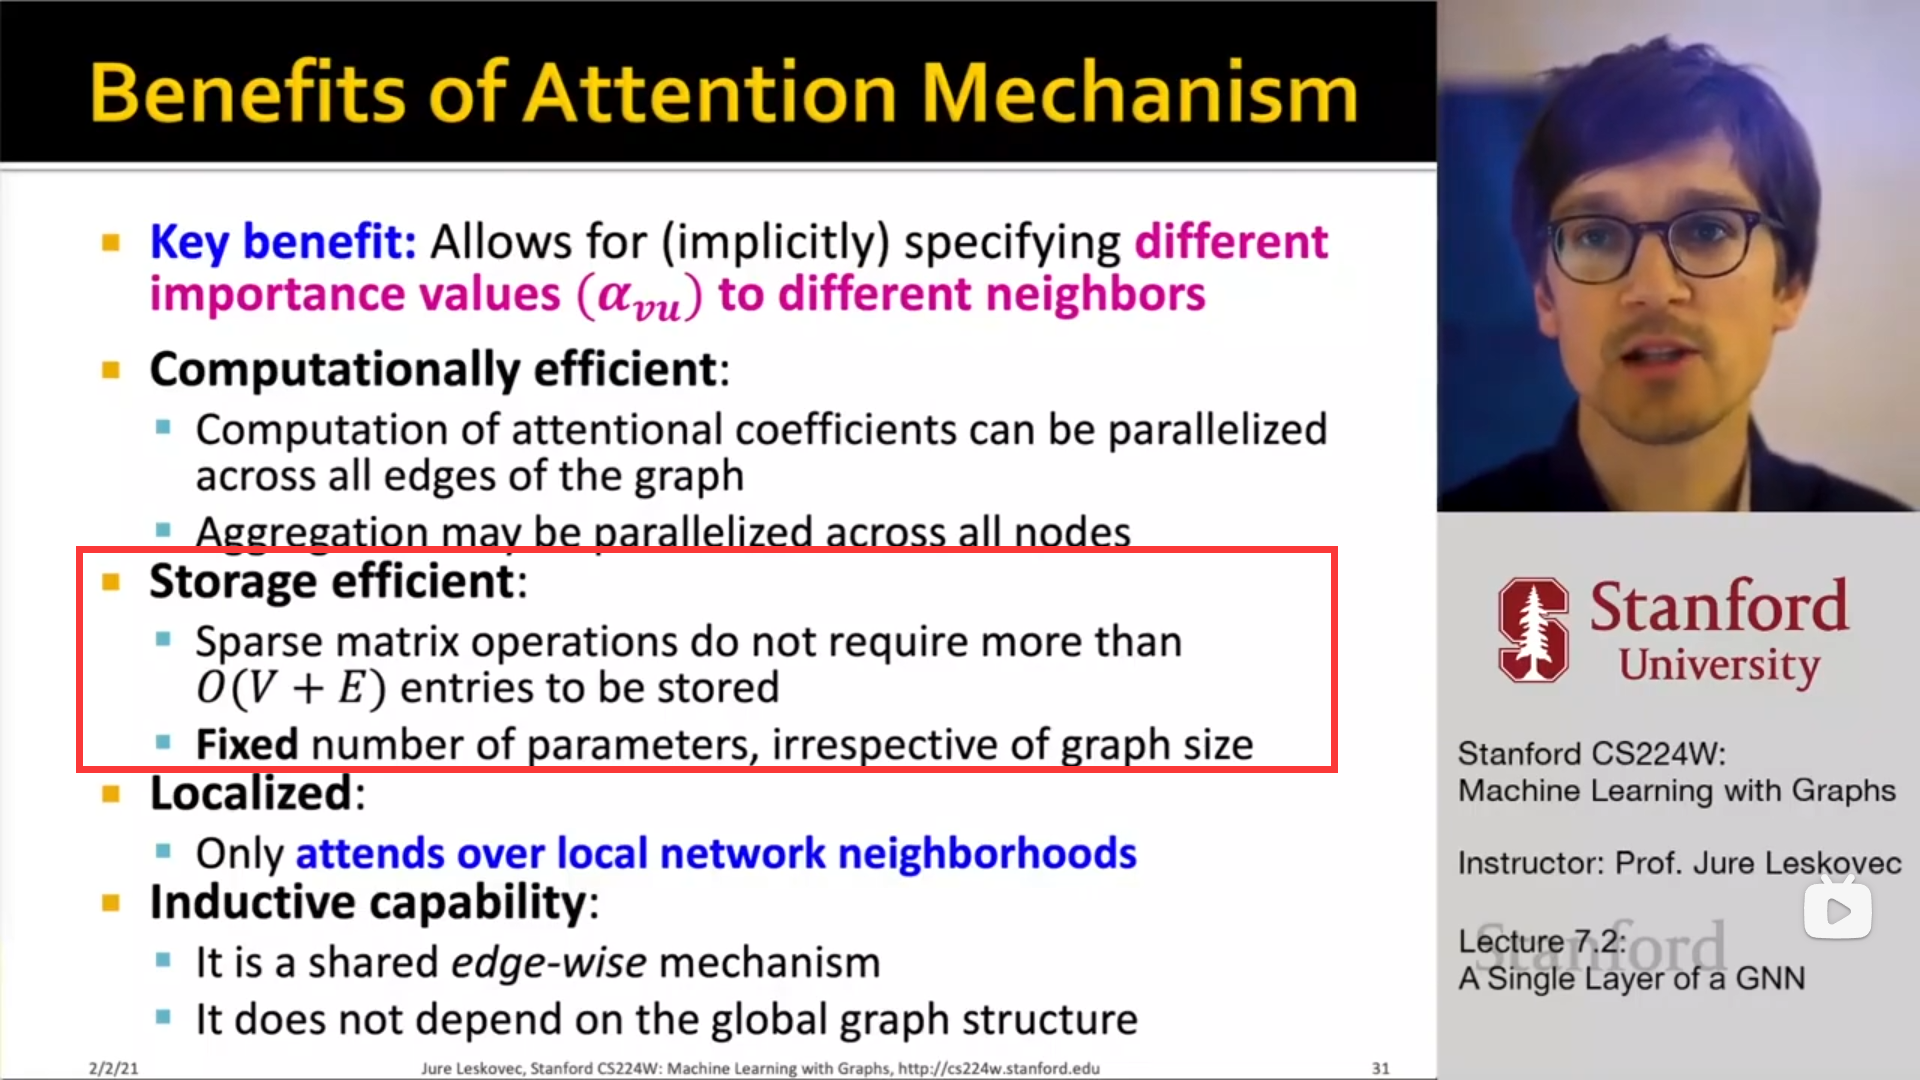 Benefits of Attention Mechanism
Key benefit: Allows for (implicitly) specifying different
importance values (α_vu) to different neighbors
Computationally efficient:
Computation of attentional coefficients can be parallelized
across all edges of the graph
Aggregation may be parallelized across all nodes
Storage efficient:
Sparse matrix operations do not require more than
O(V + E) entries to be stored
Fixed number of parameters, irrespective of graph size
Localized:
Only attends over local network neighborhoods
Inductive capability:
It is a shared edge-wise mechanism
It does not depend on the global graph structure
2/2/21
Jure Leskovec, Stanford CS224W: Machine Learning with Graphs, http://cs224w.stanford.edu
31
Stanford
University
Stanford CS224W:
Machine Learning with Graphs
Instructor: Prof. Jure Leskovec
Stanford
Lecture 7.2:
A Single Layer of a GNN